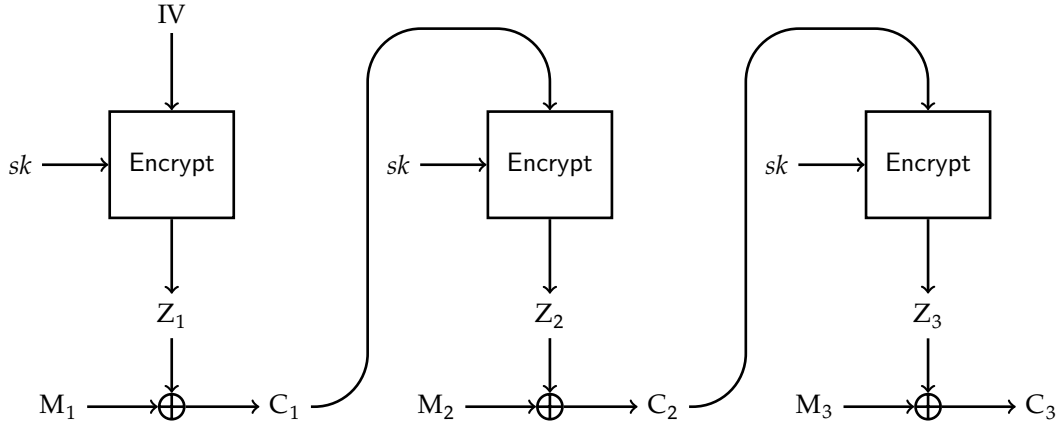 IV
sk Encrypt sk Encrypt sk Encrypt
Z1 Z2 Z3
M1 C1 M2 C2 M3 C3